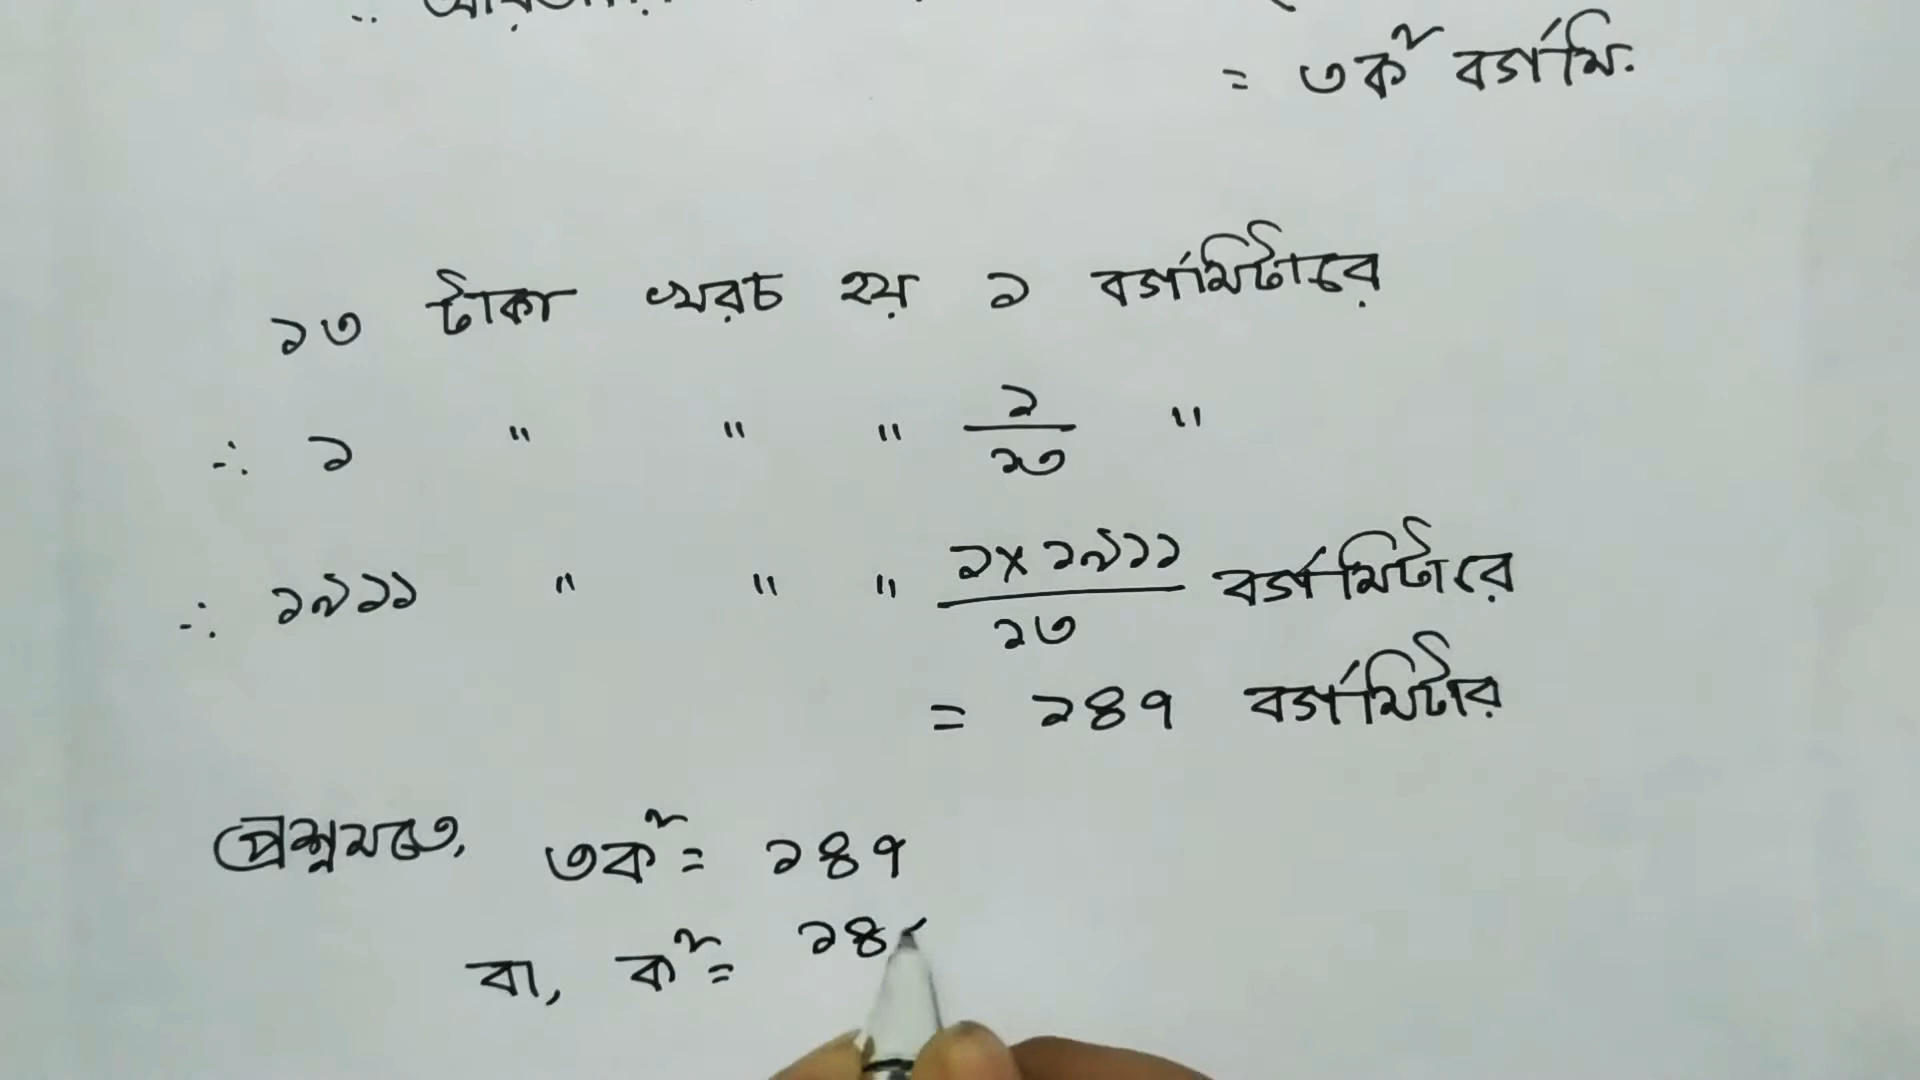 = ৩ক² বর্গমি.
১৩ টাকা খরচ হয় ১ বর্গমিটারে
∴ ১ " " " ১/১৩ "
∴ ১৯১১ " " " ১×১৯১১/১৩ বর্গমিটারে
= ১৪৭ বর্গমিটার
প্রশ্নমতে, ৩ক² = ১৪৭
বা, ক² = ১৪